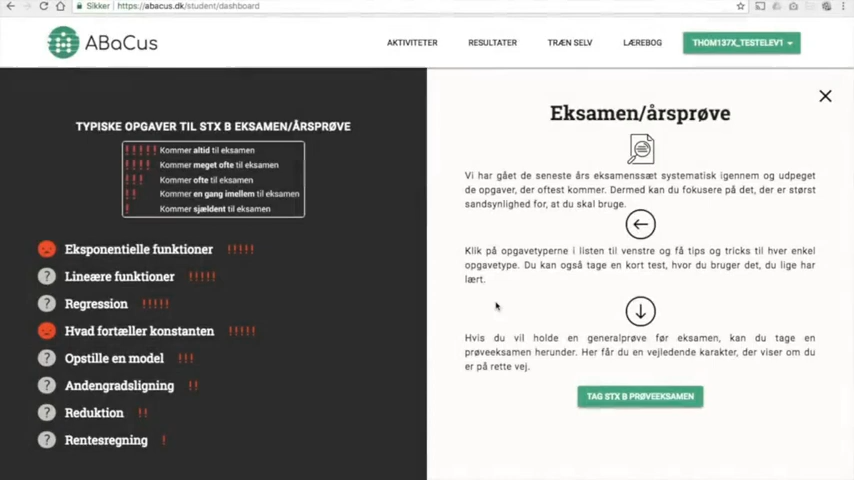 Sikker
https://abacus.dk/student/dashboard
ABaCus
AKTIVITETER
RESULTATER
TRÆN SELV
LÆREBOG
THOM137X_TESTELEV1
TYPISKE OPGAVER TIL STX B EKSAMEN/ÅRSPRØVE
! ! ! ! ! Kommer altid til eksamen
! ! ! ! Kommer meget ofte til eksamen
! ! ! Kommer ofte til eksamen
! ! Kommer en gang imellem til eksamen
! Kommer sjældent til eksamen
Eksponentielle funktioner ! ! ! ! !
? Lineære funktioner ! ! ! ! !
? Regression ! ! ! ! !
Hvad fortæller konstanten ! ! ! ! !
? Opstille en model ! ! !
? Andengradsligning ! !
? Reduktion ! !
? Rentesregning !
Eksamen/årsprøve
Vi har gået de seneste års eksamenssæt systematisk igennem og udpeget
de opgaver, der oftest kommer. Dermed kan du fokusere på det, der er størst
sandsynlighed for, at du skal bruge.
Klik på opgavetyperne i listen til venstre og få tips og tricks til hver enkel
opgavetype. Du kan også tage en kort test, hvor du bruger det, du lige har
lært.
Hvis du vil holde en generalprøve før eksamen, kan du tage en
prøveeksamen herunder. Her får du en vejledende karakter, der viser om du
er på rette vej.
TAG STX B PRØVEEKSAMEN